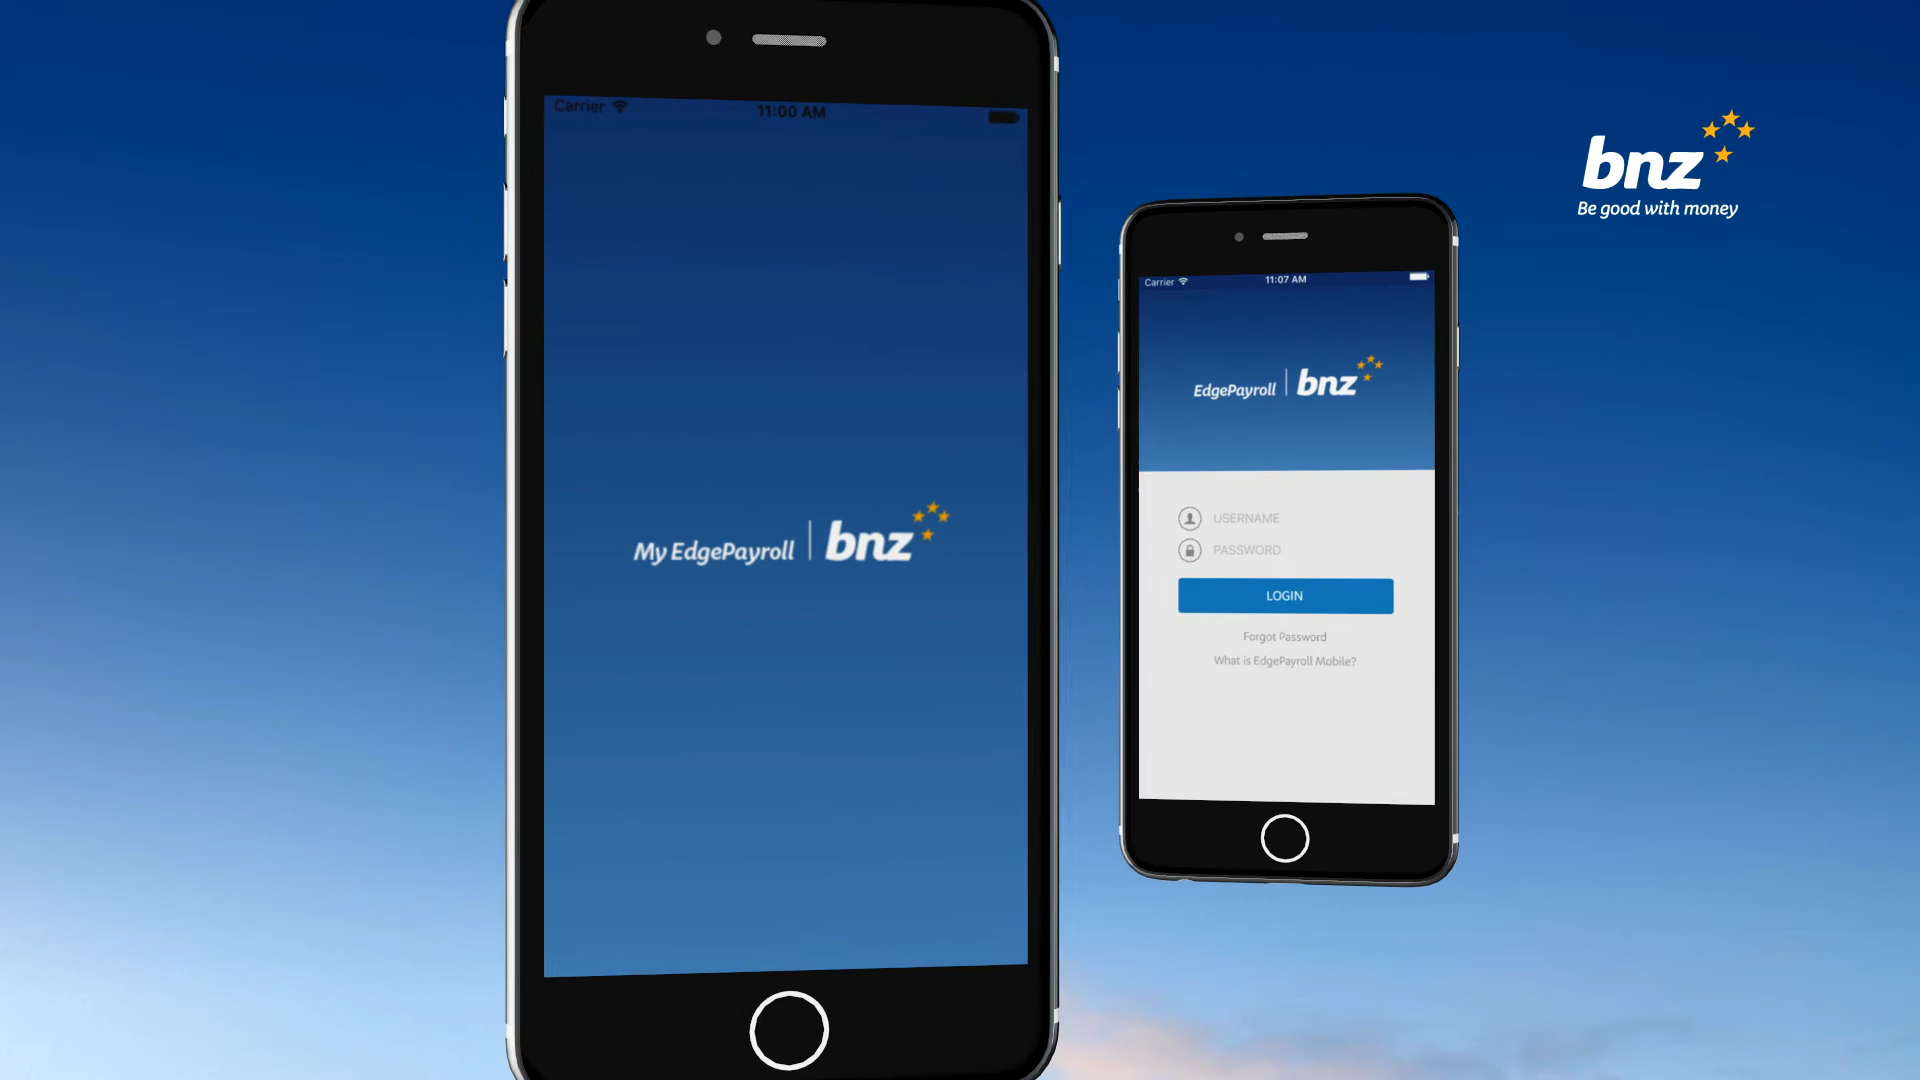 Carrier
11:00 AM
My EdgePayroll | bnz
Carrier
11:07 AM
EdgePayroll | bnz
USERNAME
PASSWORD
LOGIN
Forgot Password
What is EdgePayroll Mobile?
bnz
Be good with money